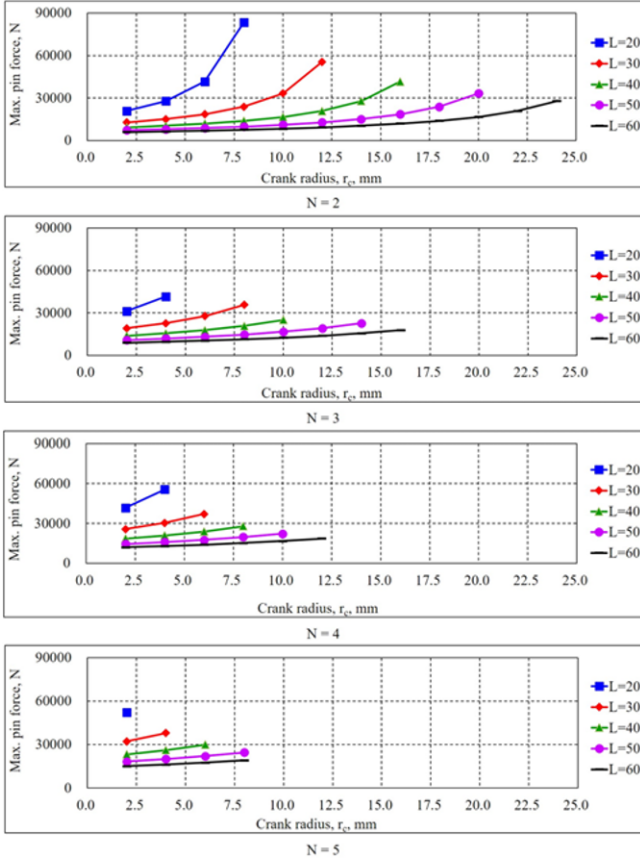 90000
60000
30000
0
Max. pin force, N
0.0 2.5 5.0 7.5 10.0 12.5 15.0 17.5 20.0 22.5 25.0
Crank radius, rc, mm
L=20
L=30
L=40
L=50
L=60
N = 2
90000
60000
30000
0
Max. pin force, N
0.0 2.5 5.0 7.5 10.0 12.5 15.0 17.5 20.0 22.5 25.0
Crank radius, rc, mm
L=20
L=30
L=40
L=50
L=60
N = 3
90000
60000
30000
0
Max. pin force, N
0.0 2.5 5.0 7.5 10.0 12.5 15.0 17.5 20.0 22.5 25.0
Crank radius, rc, mm
L=20
L=30
L=40
L=50
L=60
N = 4
90000
60000
30000
0
Max. pin force, N
0.0 2.5 5.0 7.5 10.0 12.5 15.0 17.5 20.0 22.5 25.0
Crank radius, rc, mm
L=20
L=30
L=40
L=50
L=60
N = 5